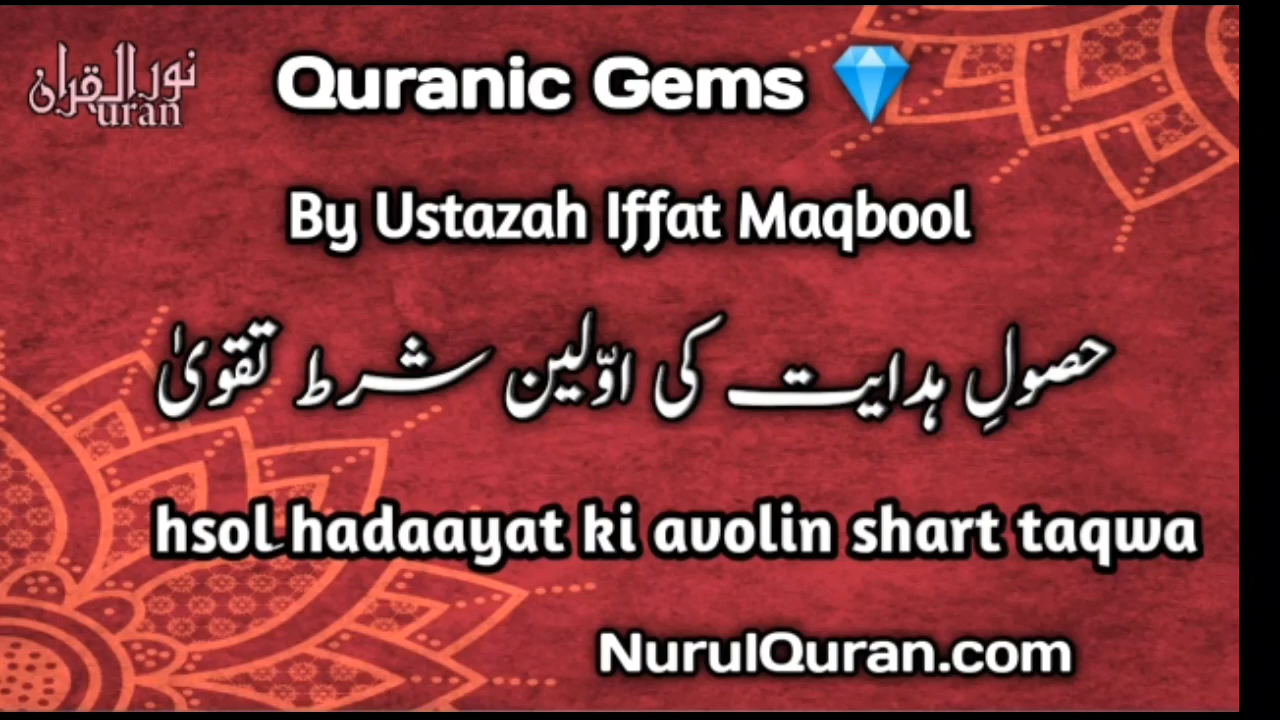 نور القرآن
uran
Quranic Gems 💎
By Ustazah Iffat Maqbool
حصولِ ہدایت کی اوّلین شرط تقویٰ
hsol hadaayat ki avolin shart taqwa
NurulQuran.com